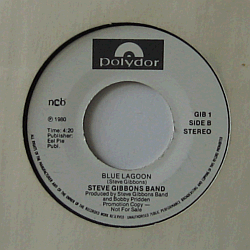 polydor
ncb
GIB 1
SIDE B
STEREO
℗ 1980
Time: 4:20
Publisher:
Eel Pie
Publ.
BLUE LAGOON
(Steve Gibbons)
STEVE GIBBONS BAND
Produced by Steve Gibbons Band
and Bobby Pridden
Promotion Copy —
Not For Sale